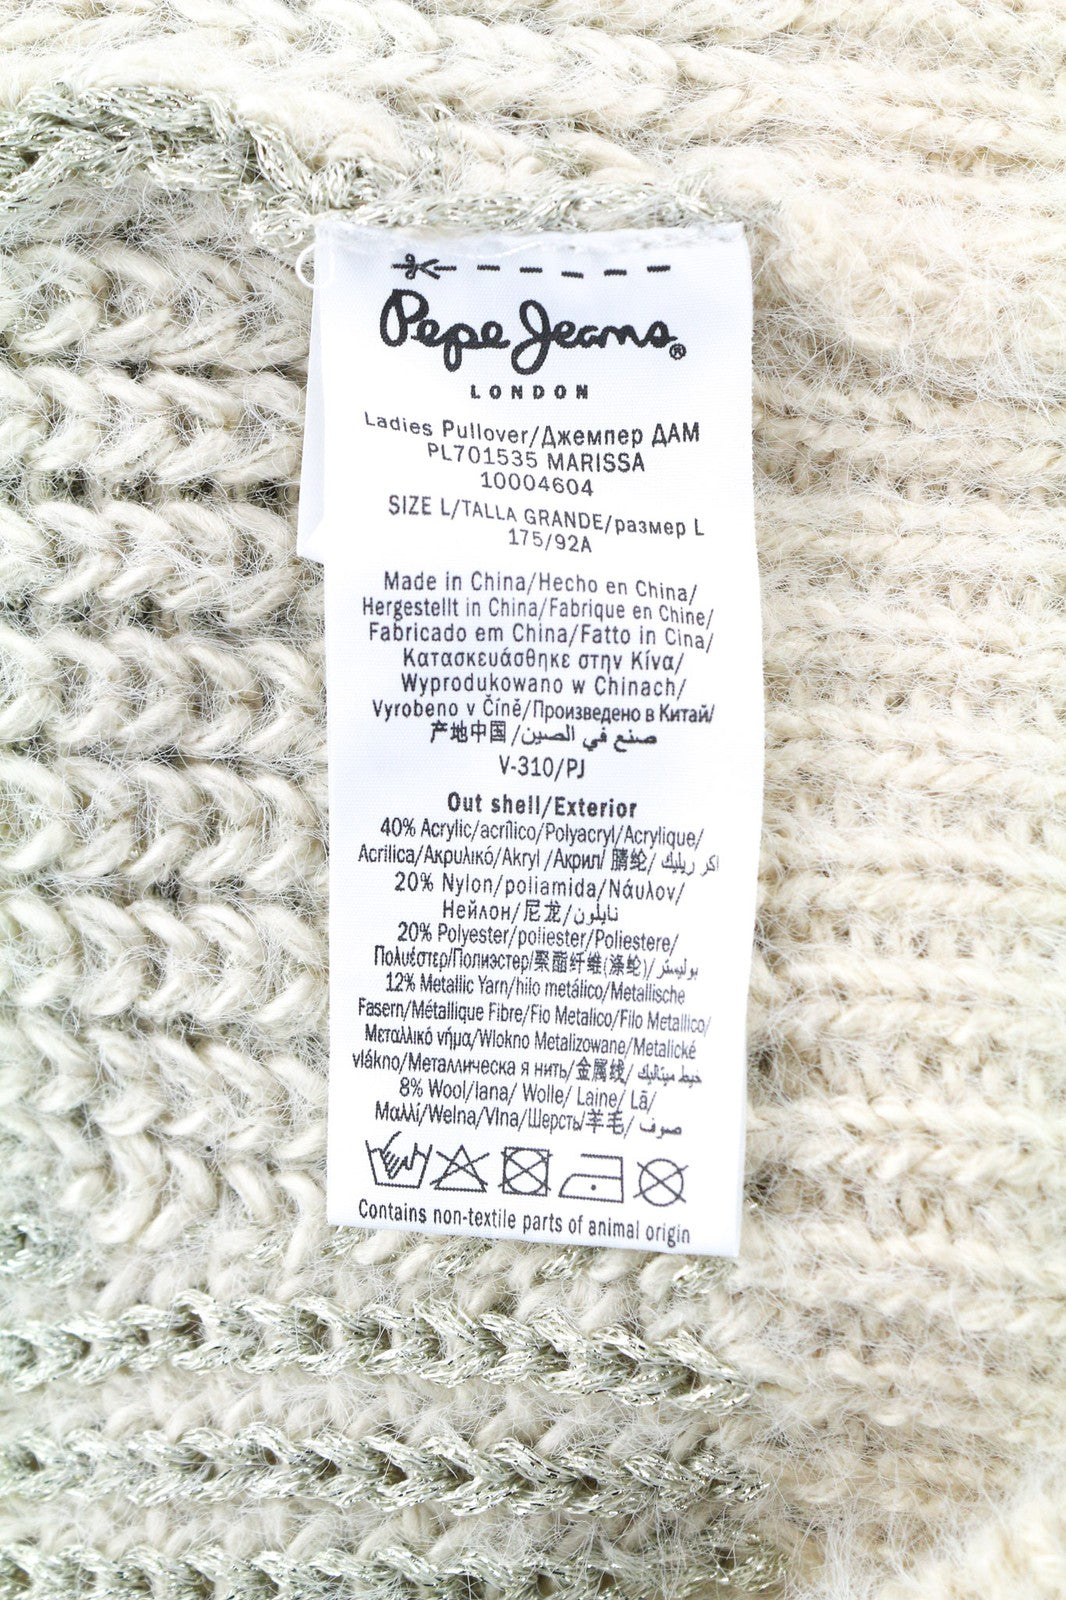 Pepe Jeans®
LONDON
Ladies Pullover/Джемпер ДАМ
PL701535 MARISSA
10004604
SIZE L/TALLA GRANDE/размер L
175/92A
Made in China/Hecho en China/
Hergestellt in China/Fabrique en Chine/
Fabricado em China/Fatto in Cina/
Κατασκευάσθηκε στην Κίνα/
Wyprodukowano w Chinach/
Vyrobeno v Číně/Произведено в Китай/
产地中国/صنع في الصين/
V-310/PJ
Out shell/Exterior
40% Acrylic/acrílico/Polyacryl/Acrylique/
Acrilica/Ακρυλικό/Akryl /Акрил/ 腈纶/ اكر ريليك
20% Nylon/poliamida/Νάυλον/
Нейлон/尼龙/نايلون
20% Polyester/poliester/Poliestere/
Πολυέστερ/Полиэстер/聚酯纤维(涤纶)/بوليستر
12% Metallic Yarn/hilo metálico/Metallische
Fasern/Métallique Fibre/Fio Metalico/Filo Metallico/
Μεταλλικό νήμα/Wlokno Metalizowane/Metalické
vlákno/Металлическа я нить/金属线/ خيط ميتاليك
8% Wool/lana/ Wolle/ Laine/ Lã/
Μαλλί/Welna/Vlna/Шерсть/羊毛/ صوف
Contains non-textile parts of animal origin